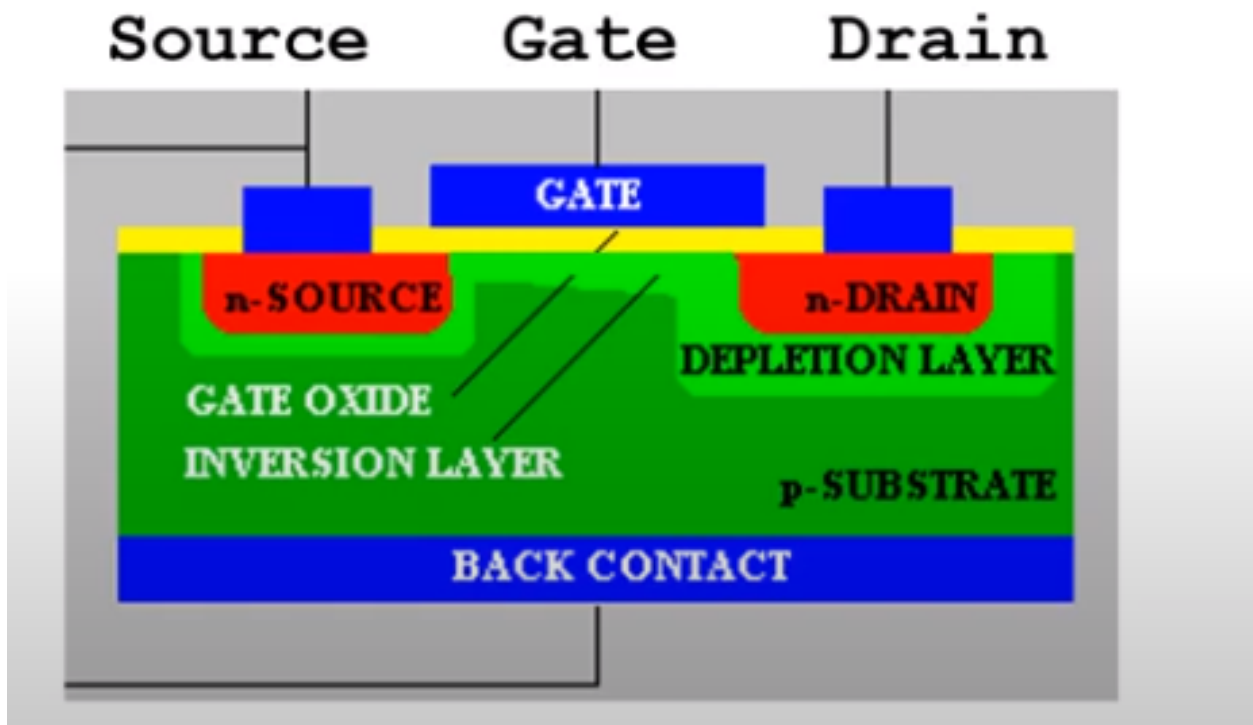 Source Gate Drain
GATE
n-SOURCE n-DRAIN
DEPLETION LAYER
GATE OXIDE
INVERSION LAYER
p-SUBSTRATE
BACK CONTACT